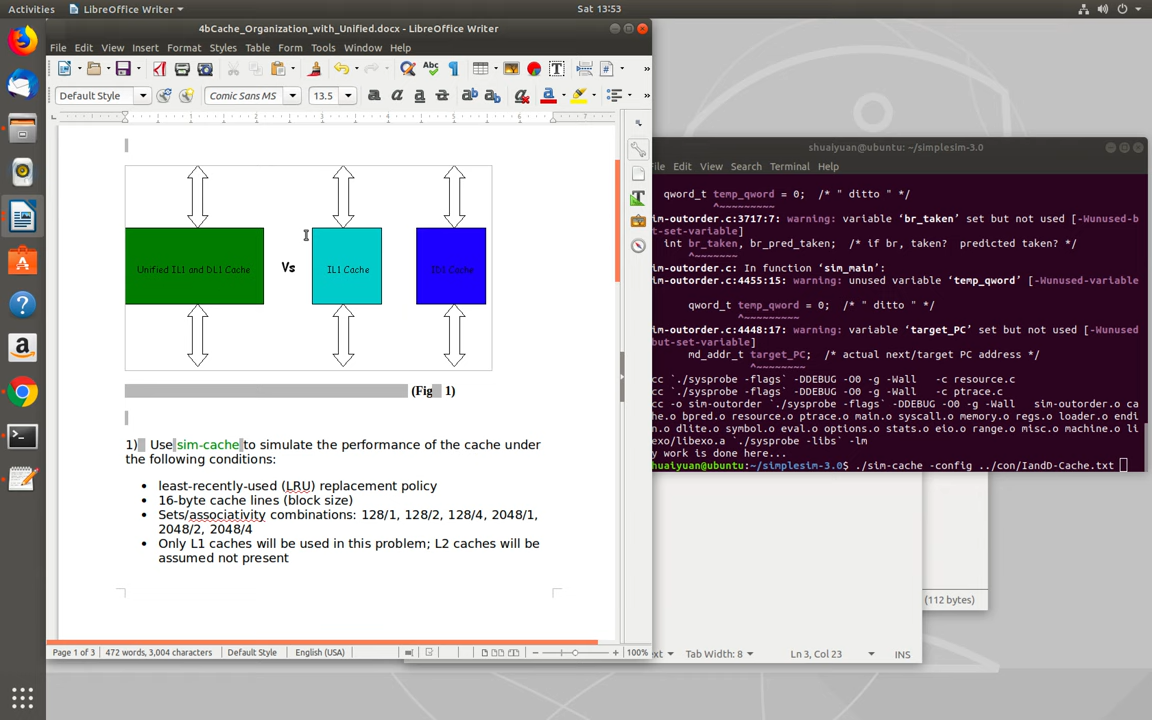 Activities LibreOffice Writer Sat 13:53
4bCache_Organization_with_Unified.docx - LibreOffice Writer
File Edit View Insert Format Styles Table Form Tools Window Help
Default Style Comic Sans MS 13.5
Unified IL1 and DL1 Cache Vs IL1 Cache ID1 Cache
(Fig 1)
1) Use sim-cache to simulate the performance of the cache under
the following conditions:
• least-recently-used (LRU) replacement policy
• 16-byte cache lines (block size)
• Sets/associativity combinations: 128/1, 128/2, 128/4, 2048/1,
2048/2, 2048/4
• Only L1 caches will be used in this problem; L2 caches will be
assumed not present
Page 1 of 3 472 words, 3,004 characters Default Style English (USA) 100%
shuaiyuan@ubuntu: ~/simplesim-3.0
ile Edit View Search Terminal Help
qword_t temp_qword = 0; /* " ditto " */
^~~~~~~~~~
im-outorder.c:3717:7: warning: variable ‘br_taken’ set but not used [-Wunused-b
t-set-variable]
int br_taken, br_pred_taken; /* if br, taken? predicted taken? */
^~~~~~~~
im-outorder.c: In function ‘sim_main’:
im-outorder.c:4455:15: warning: unused variable ‘temp_qword’ [-Wunused-variable
qword_t temp_qword = 0; /* " ditto " */
^~~~~~~~~~
im-outorder.c:4448:17: warning: variable ‘target_PC’ set but not used [-Wunused
but-set-variable]
md_addr_t target_PC; /* actual next/target PC address */
^~~~~~~~~
cc `./sysprobe -flags` -DDEBUG -O0 -g -Wall -c resource.c
cc `./sysprobe -flags` -DDEBUG -O0 -g -Wall -c ptrace.c
cc -o sim-outorder `./sysprobe -flags` -DDEBUG -O0 -g -Wall sim-outorder.o ca
he.o bpred.o resource.o ptrace.o main.o syscall.o memory.o regs.o loader.o endi
n.o dlite.o symbol.o eval.o options.o stats.o eio.o range.o misc.o machine.o li
exo/libexo.a `./sysprobe -libs` -lm
y work is done here...
huaiyuan@ubuntu:~/simplesim-3.0$ ./sim-cache -config ../con/IandD-Cache.txt
(112 bytes)
ext Tab Width: 8 Ln 3, Col 23 INS